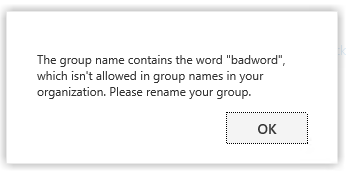 The group name contains the word "badword",
which isn't allowed in group names in your
organization. Please rename your group.
OK